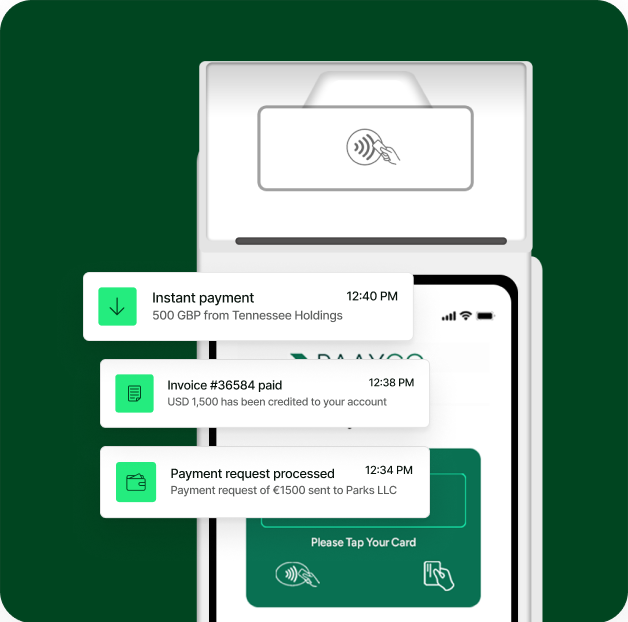 Instant payment
12:40 PM
500 GBP from Tennessee Holdings
Invoice #36584 paid
12:38 PM
USD 1,500 has been credited to your account
Payment request processed
12:34 PM
Payment request of €1500 sent to Parks LLC
Please Tap Your Card